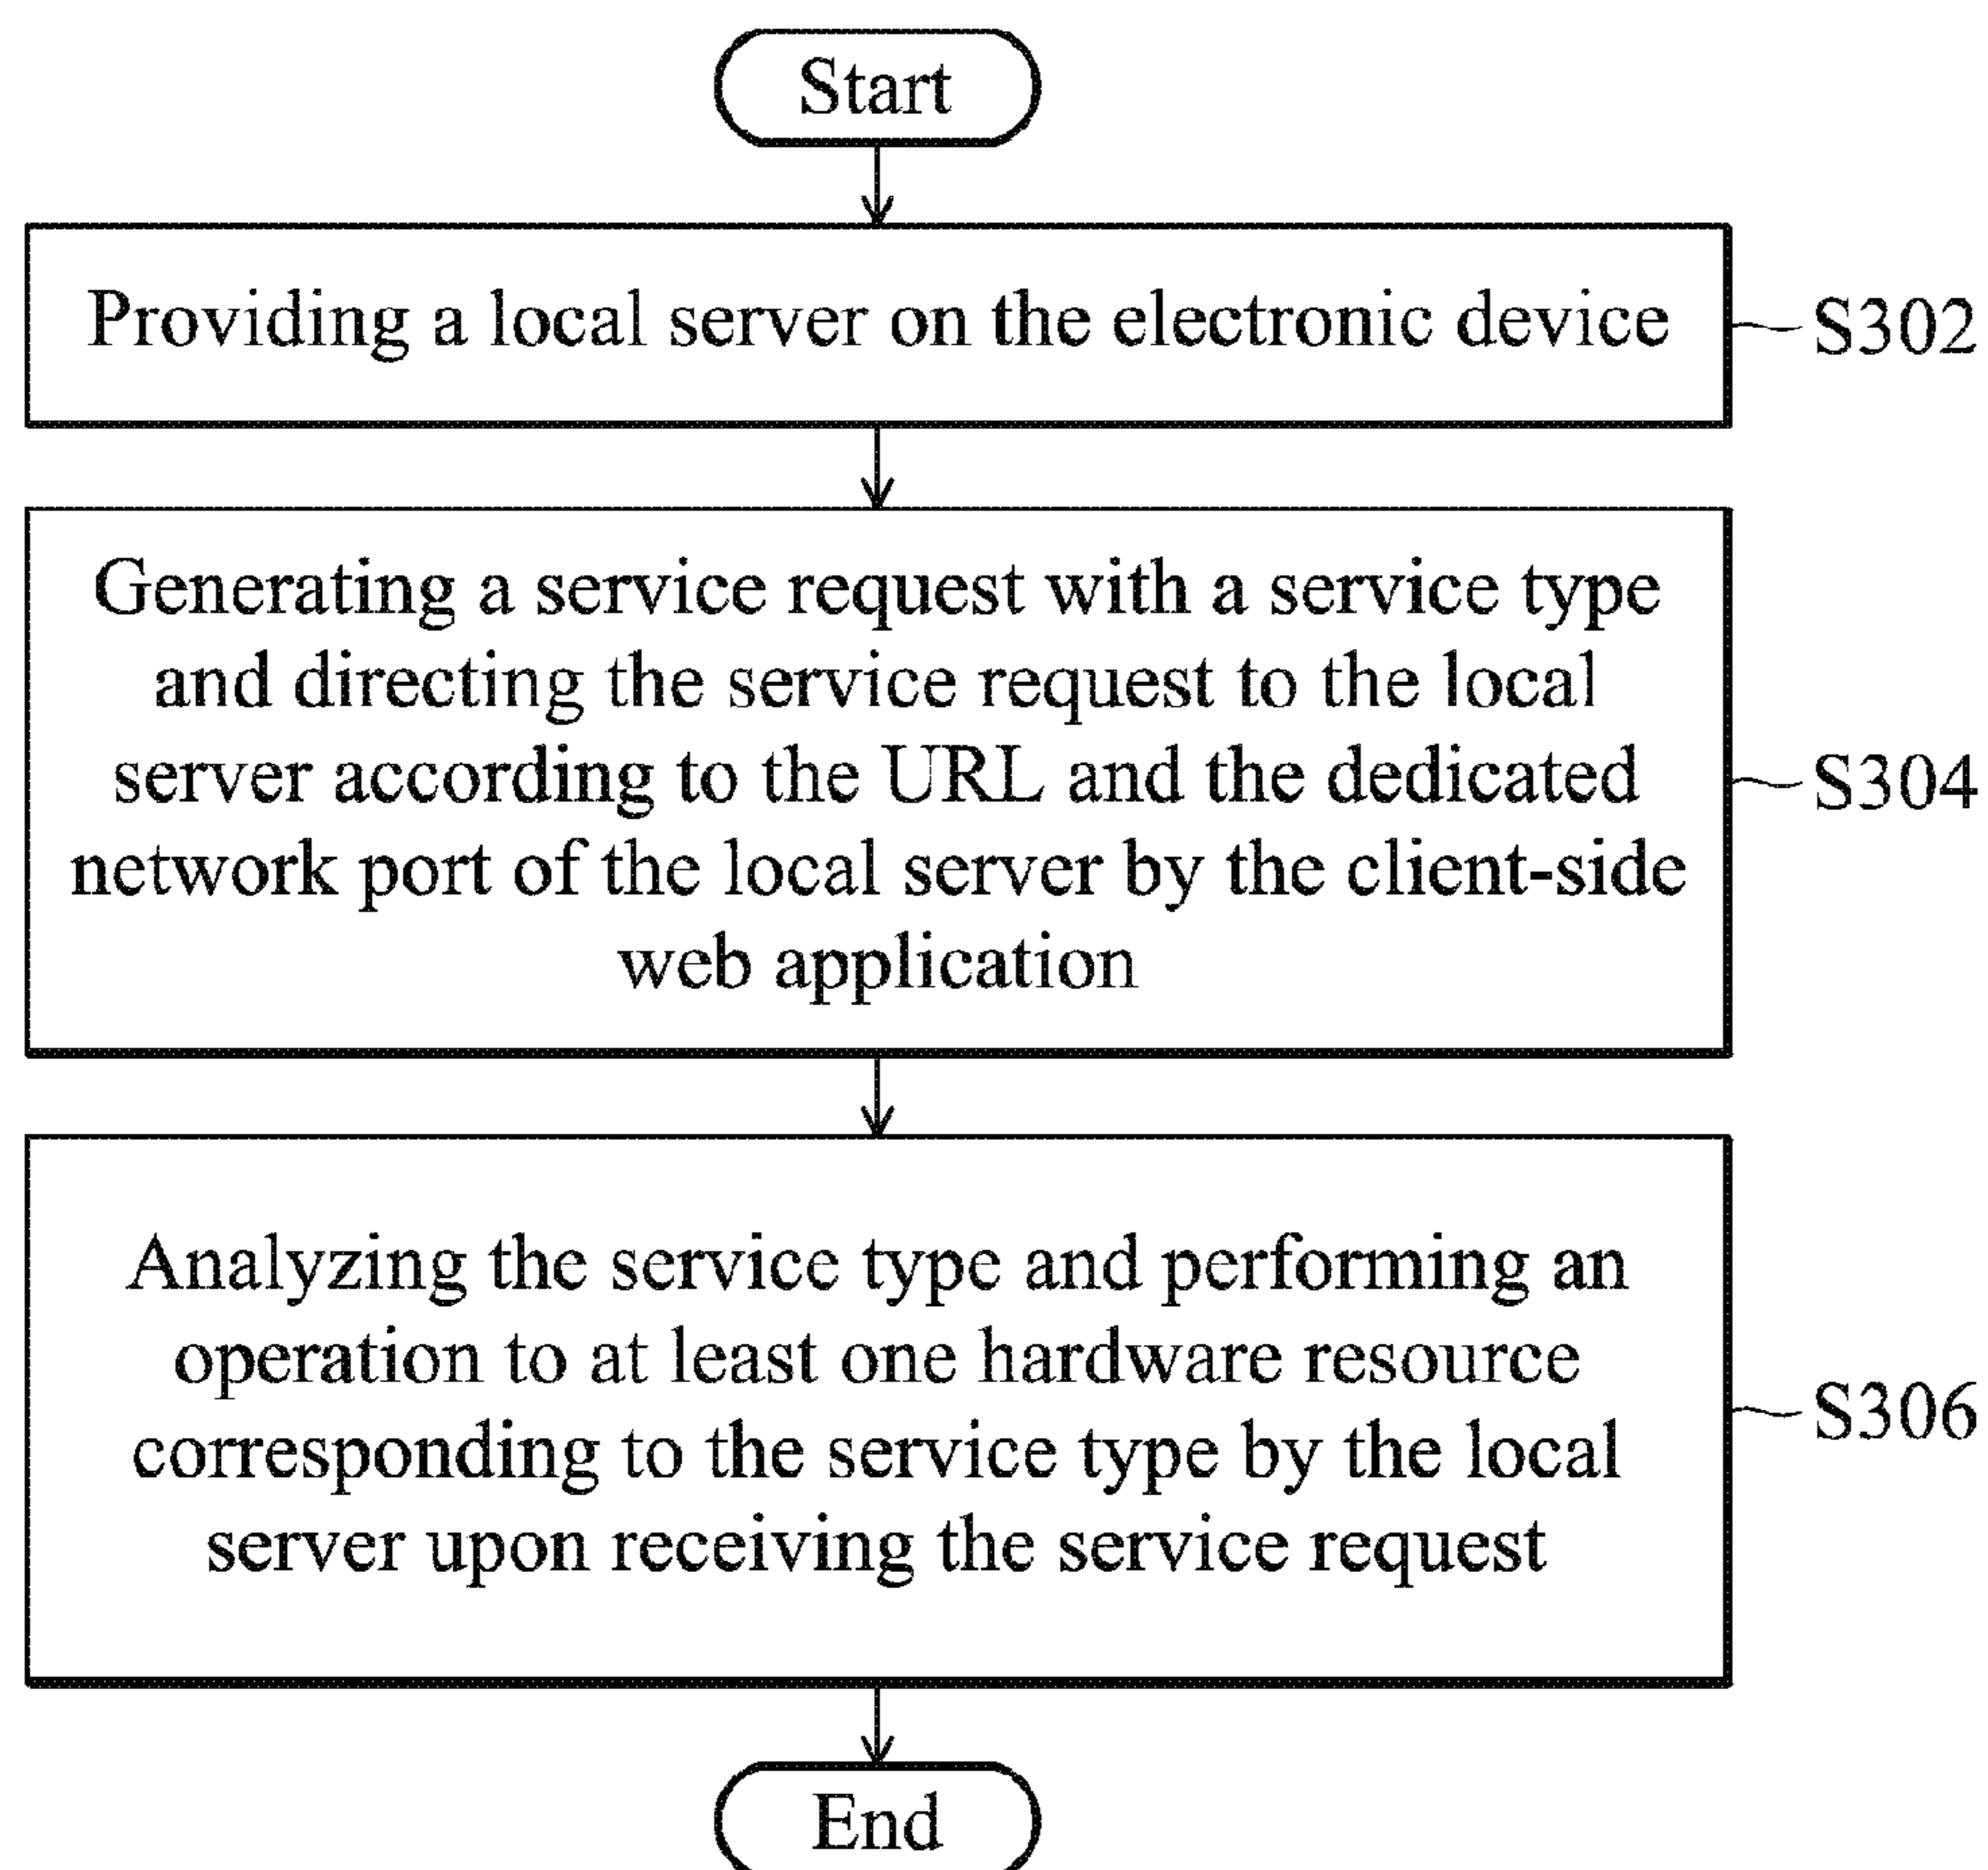 Start
Providing a local server on the electronic device
S302
Generating a service request with a service type
and directing the service request to the local
server according to the URL and the dedicated
network port of the local server by the client-side
web application
S304
Analyzing the service type and performing an
operation to at least one hardware resource
corresponding to the service type by the local
server upon receiving the service request
S306
End